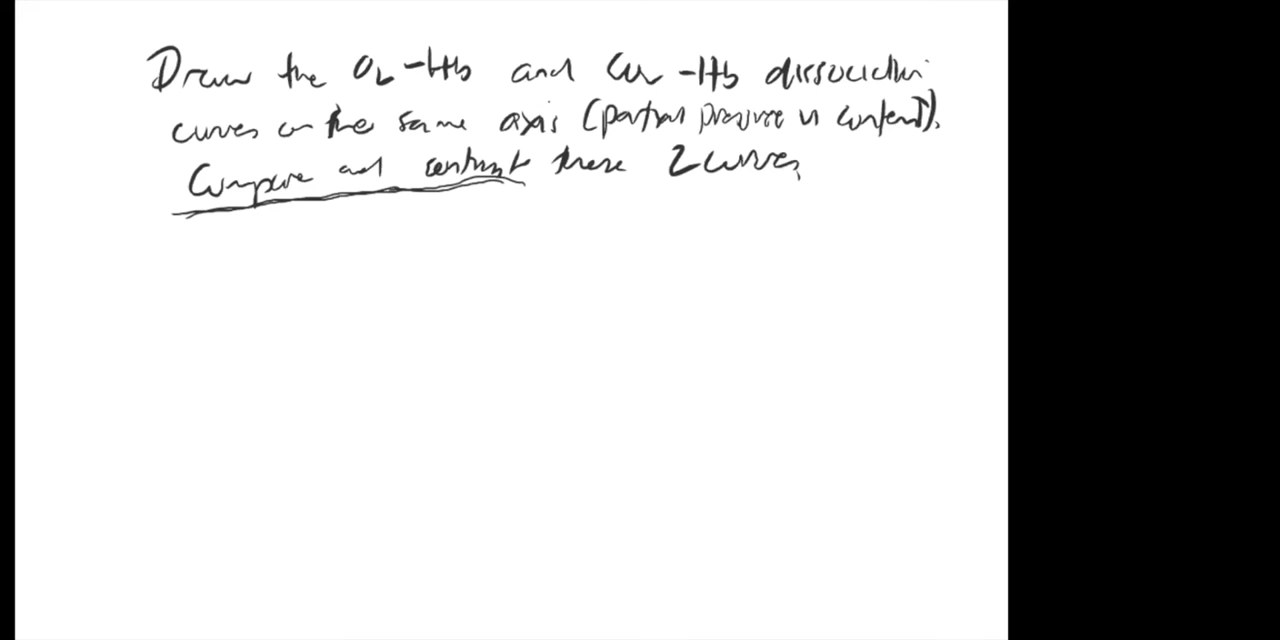 Draw the O2-Hb and CO2-Hb dissociation
curves on the same axis (partial pressure vs content).
Compare and contrast these 2 curves,